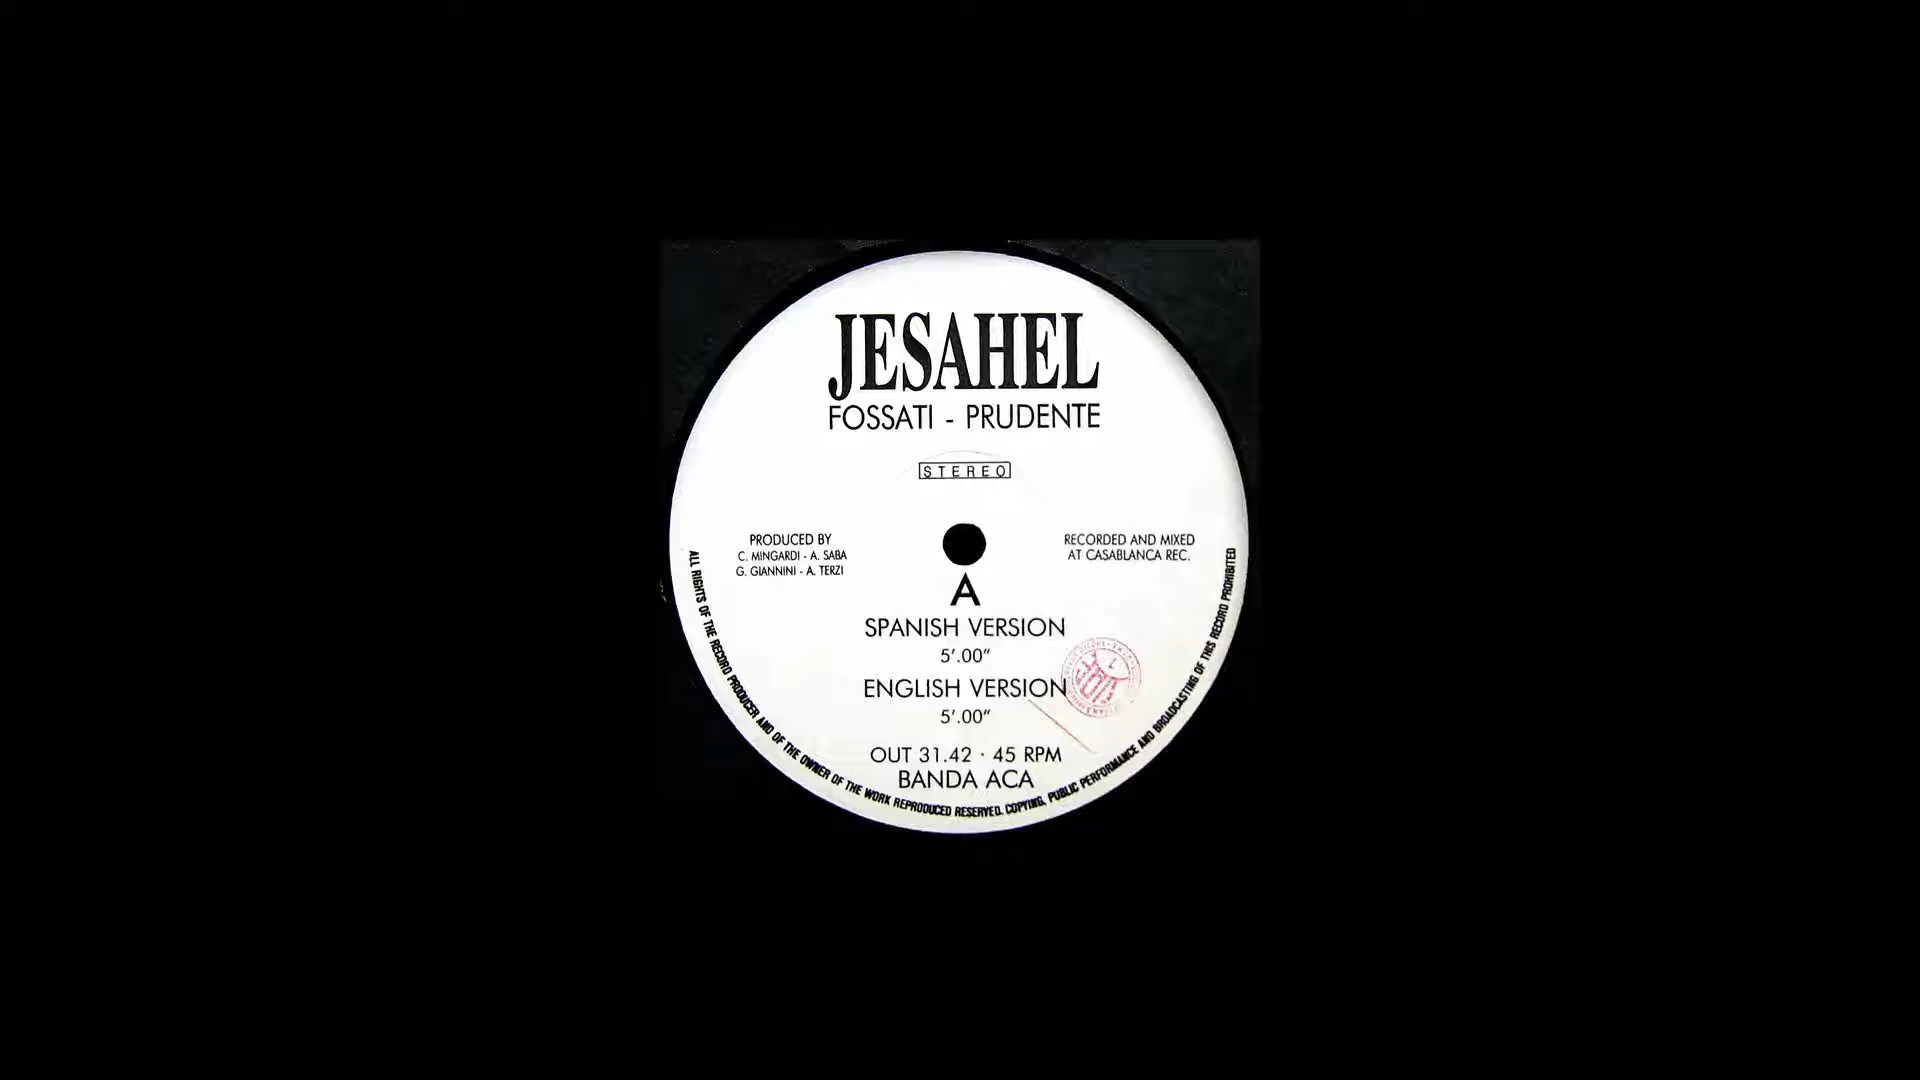 JESAHEL
FOSSATI - PRUDENTE
STEREO
PRODUCED BY
C. MINGARDI - A. SABA
G. GIANNINI - A. TERZI
RECORDED AND MIXED
AT CASABLANCA REC.
A
SPANISH VERSION
5'.00"
ENGLISH VERSION
5'.00"
OUT 31.42 · 45 RPM
BANDA ACA
ALL RIGHTS OF THE RECORD PRODUCER AND OF THE OWNER OF THE WORK REPRODUCED RESERVED. COPYING, PUBLIC PERFORMANCE AND BROADCASTING OF THIS RECORD PROHIBITED